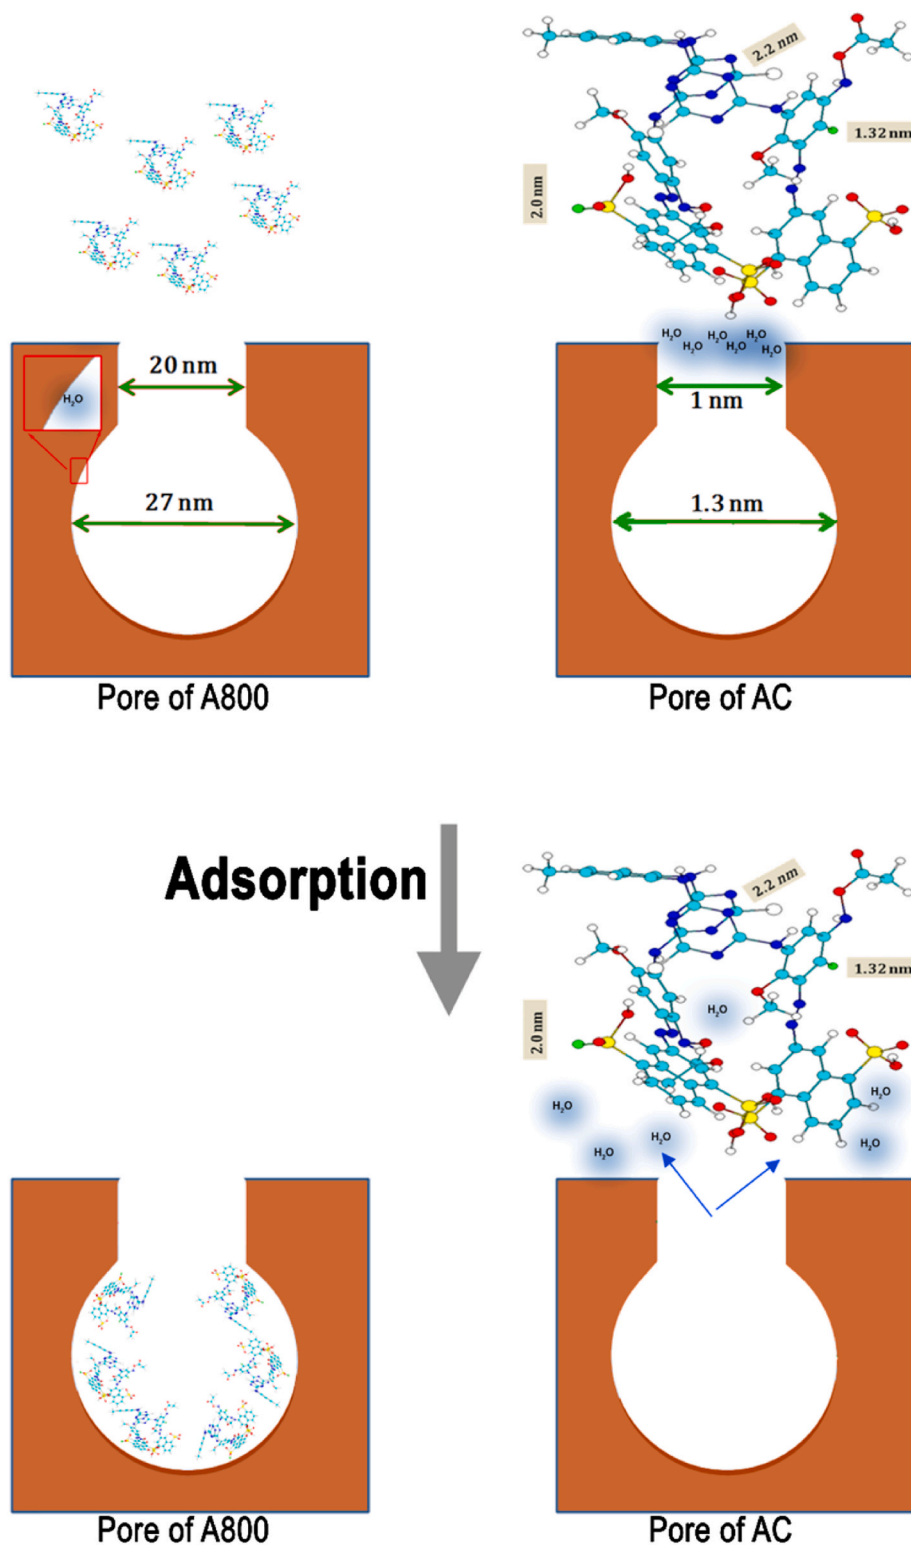 2.2 nm
1.32 nm
2.0 nm
H₂O
H₂O
H₂O
H₂O
H₂O
H₂O
H₂O
20 nm
1 nm
27 nm
1.3 nm
Pore of A800
Pore of AC
Adsorption
2.2 nm
1.32 nm
2.0 nm
H₂O
H₂O
H₂O
H₂O
H₂O
H₂O
Pore of A800
Pore of AC